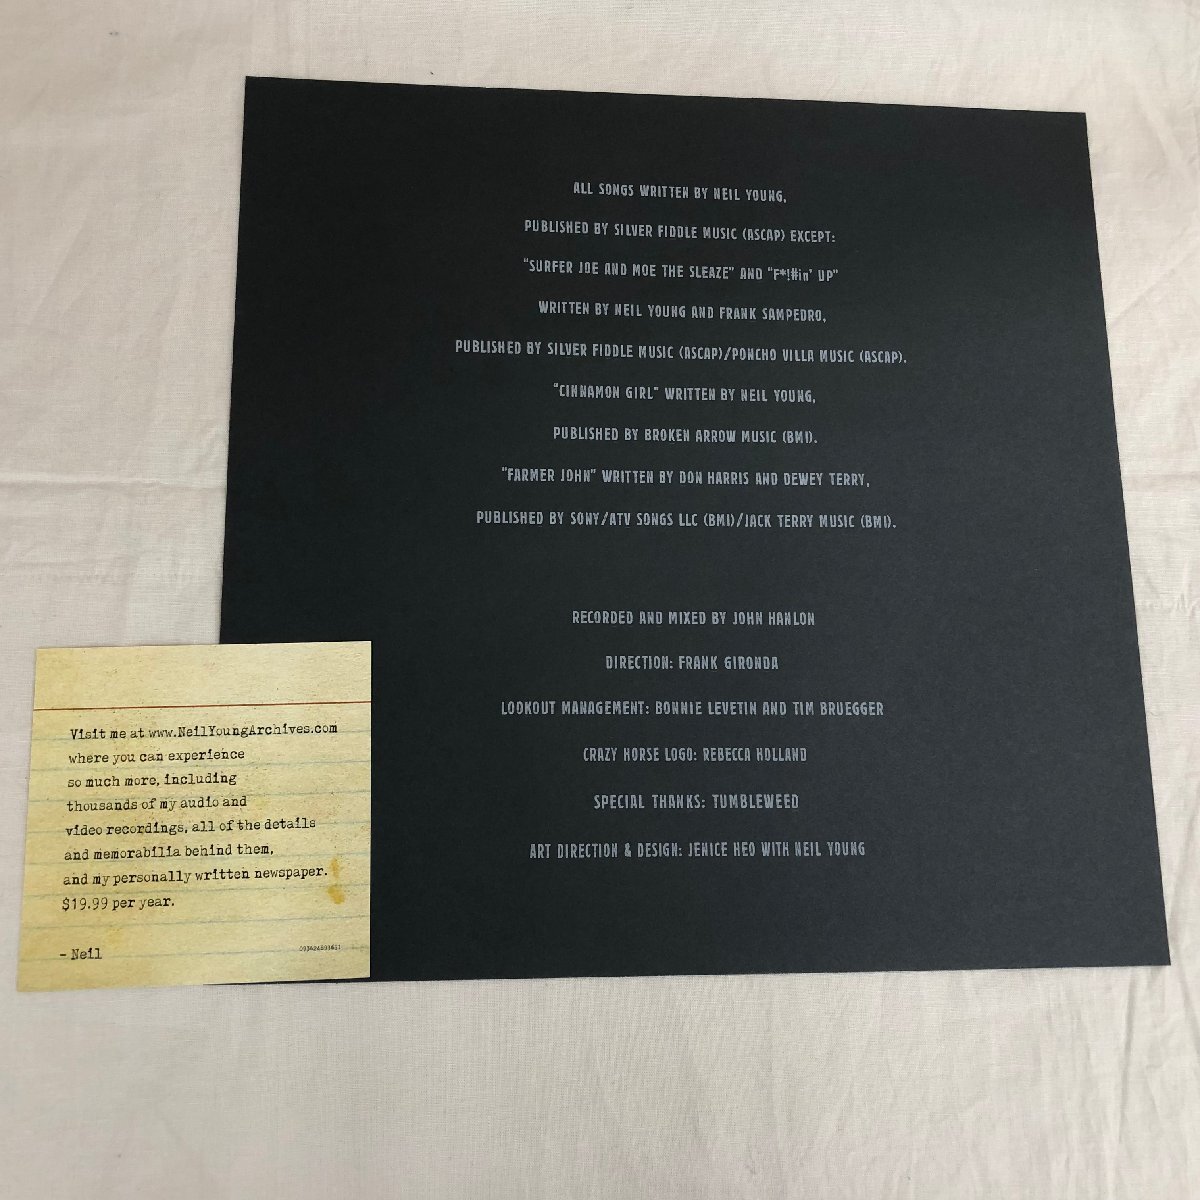 ALL SONGS WRITTEN BY NEIL YOUNG,
PUBLISHED BY SILVER FIDDLE MUSIC (ASCAP) EXCEPT:
"SURFER JOE AND MOE THE SLEAZE" AND "F*!#in' UP"
WRITTEN BY NEIL YOUNG AND FRANK SAMPEDRO,
PUBLISHED BY SILVER FIDDLE MUSIC (ASCAP)/PONCHO VILLA MUSIC (ASCAP).
"CINNAMON GIRL" WRITTEN BY NEIL YOUNG,
PUBLISHED BY BROKEN ARROW MUSIC (BMI).
"FARMER JOHN" WRITTEN BY DON HARRIS AND DEWEY TERRY,
PUBLISHED BY SONY/ATV SONGS LLC (BMI)/JACK TERRY MUSIC (BMI).
RECORDED AND MIXED BY JOHN HANLON
DIRECTION: FRANK GIRONDA
LOOKOUT MANAGEMENT: BONNIE LEVETIN AND TIM BRUEGGER
CRAZY HORSE LOGO: REBECCA HOLLAND
SPECIAL THANKS: TUMBLEWEED
ART DIRECTION & DESIGN: JENICE HEO WITH NEIL YOUNG
Visit me at www.NeilYoungArchives.com
where you can experience
so much more, including
thousands of my audio and
video recordings, all of the details
and memorabilia behind them,
and my personally written newspaper.
$19.99 per year.
- Neil